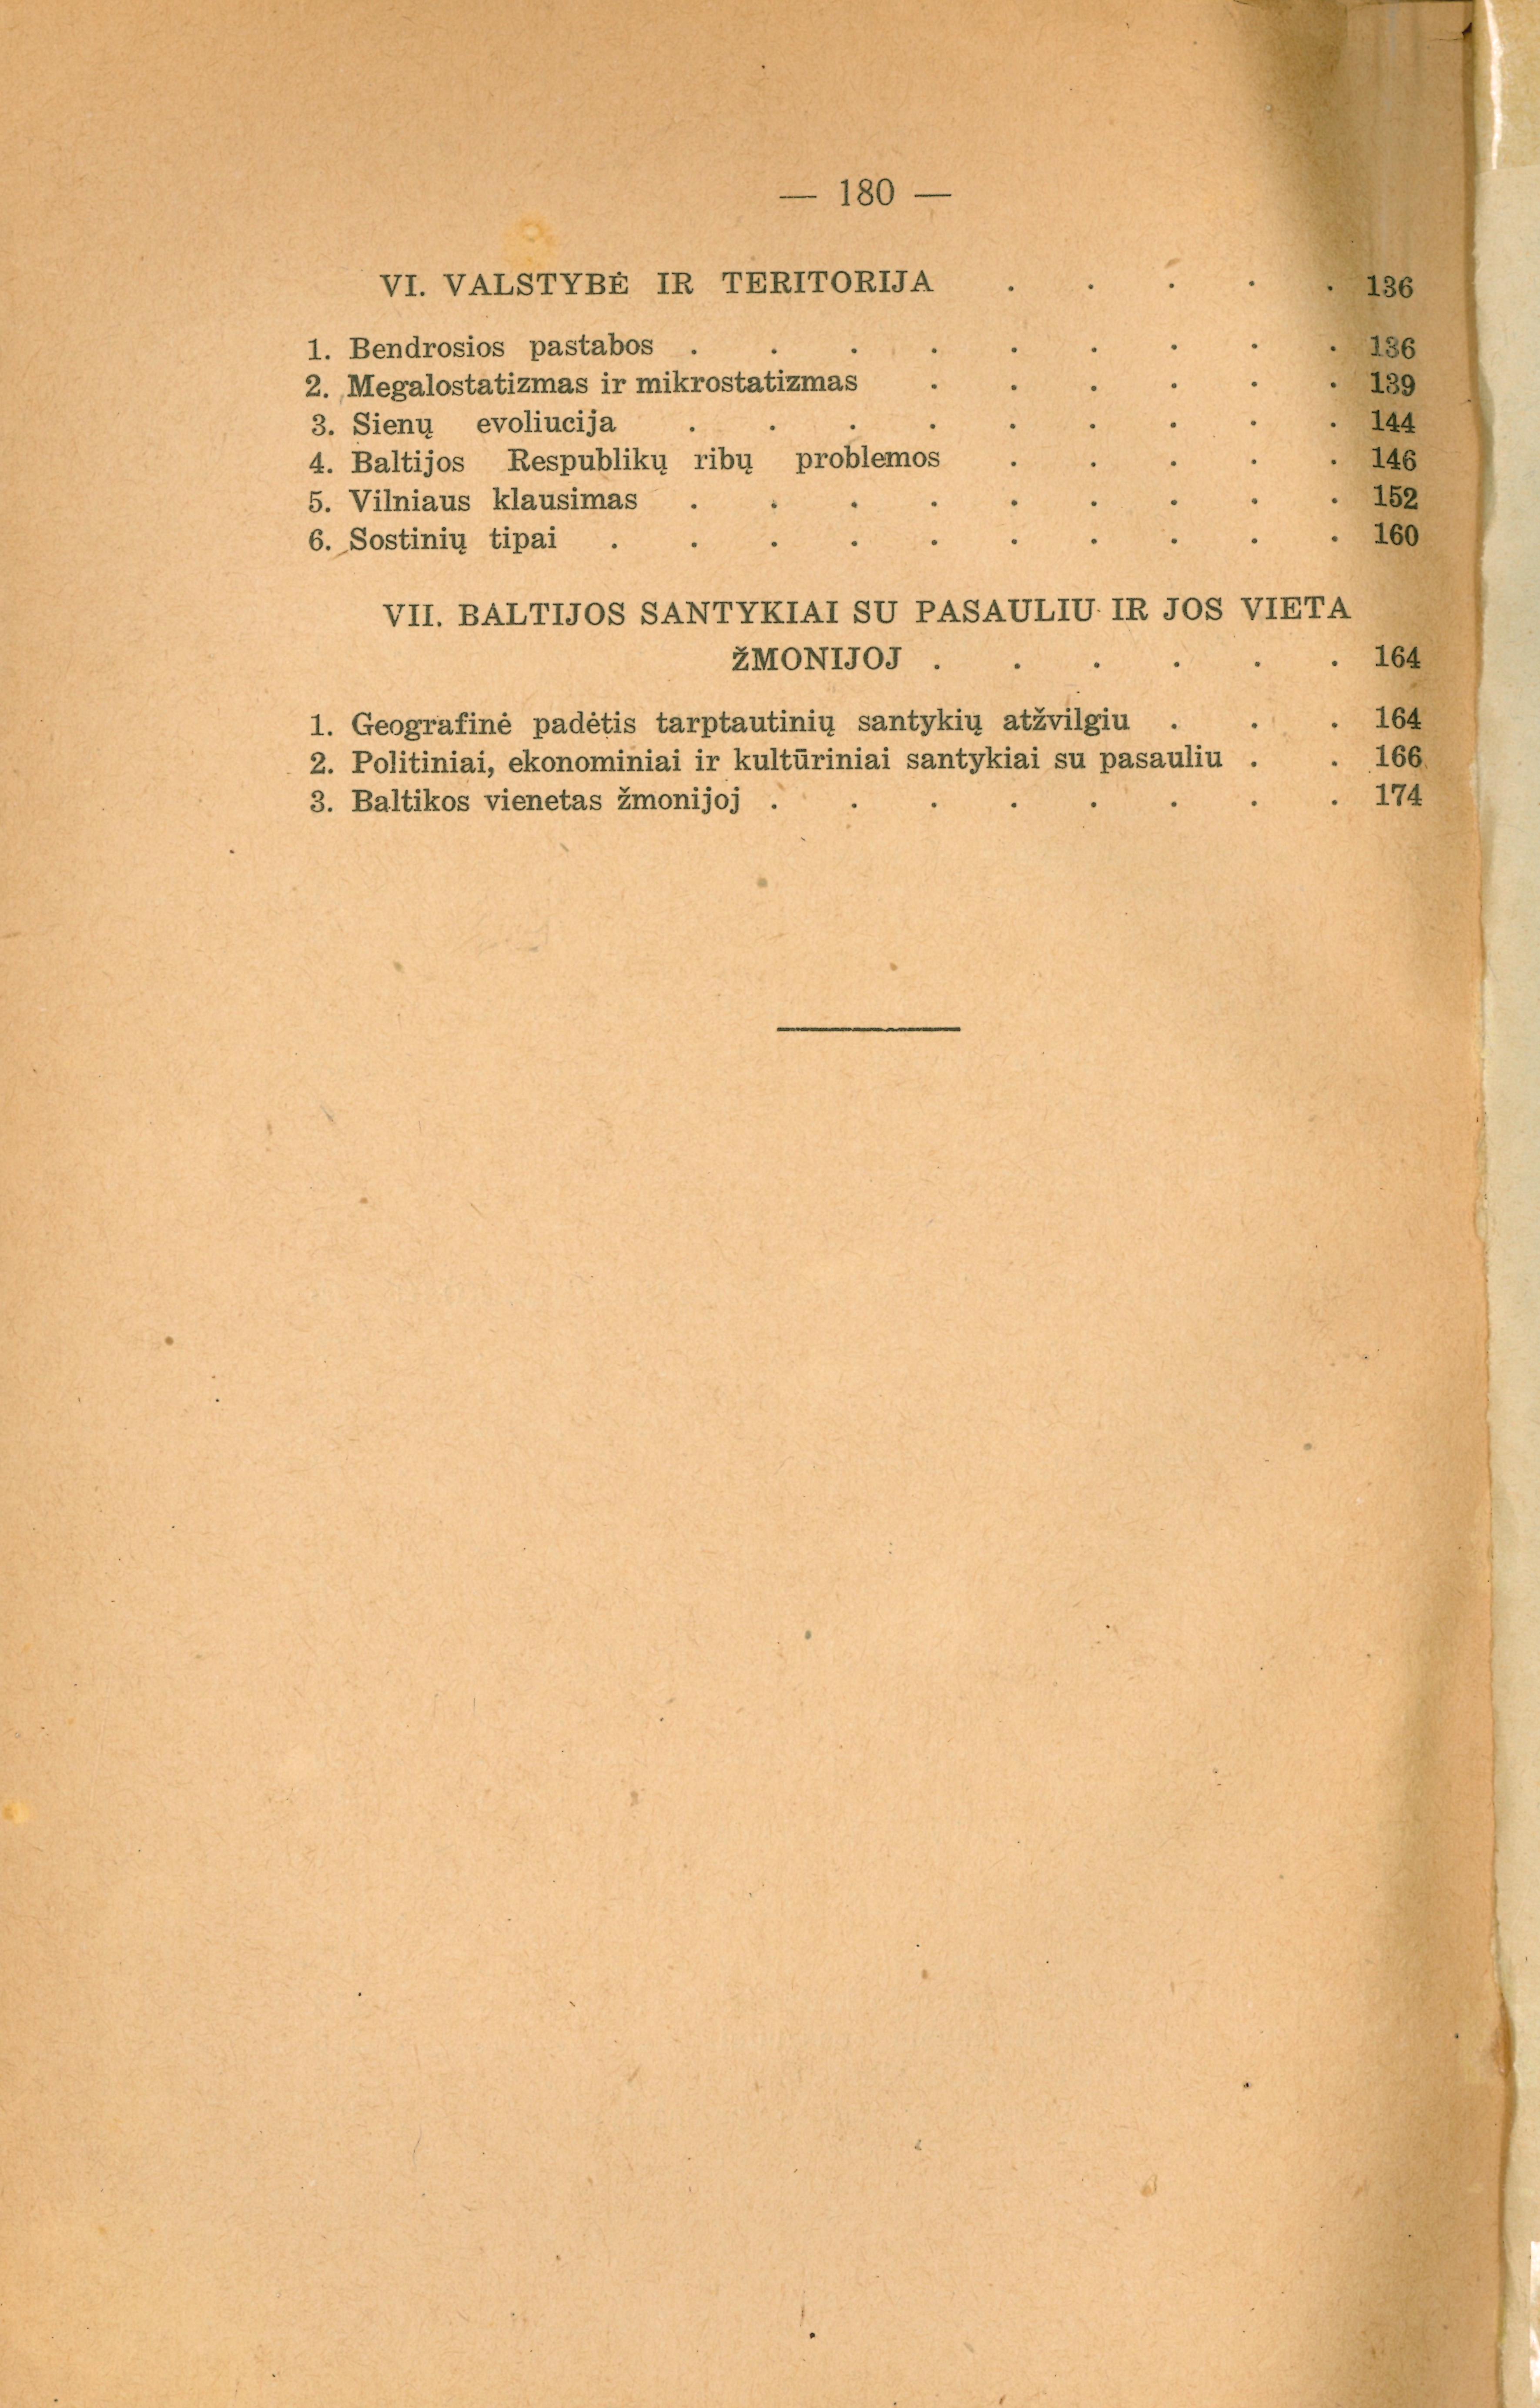 — 180 —
VI. VALSTYBĖ IR TERITORIJA . . . . . 136
1. Bendrosios pastabos . . . . . . . . . 136
2. Megalostatizmas ir mikrostatizmas . . . . . . 139
3. Sienų evoliucija . . . . . . . . . 144
4. Baltijos Respublikų ribų problemos . . . . . 146
5. Vilniaus klausimas . . . . . . . . . 152
6. Sostinių tipai . . . . . . . . . . 160
VII. BALTIJOS SANTYKIAI SU PASAULIU IR JOS VIETA
ŽMONIJOJ . . . . . . 164
1. Geografinė padėtis tarptautinių santykių atžvilgiu . . . 164
2. Politiniai, ekonominiai ir kultūriniai santykiai su pasauliu . . 166
3. Baltikos vienetas žmonijoj . . . . . . . . 174